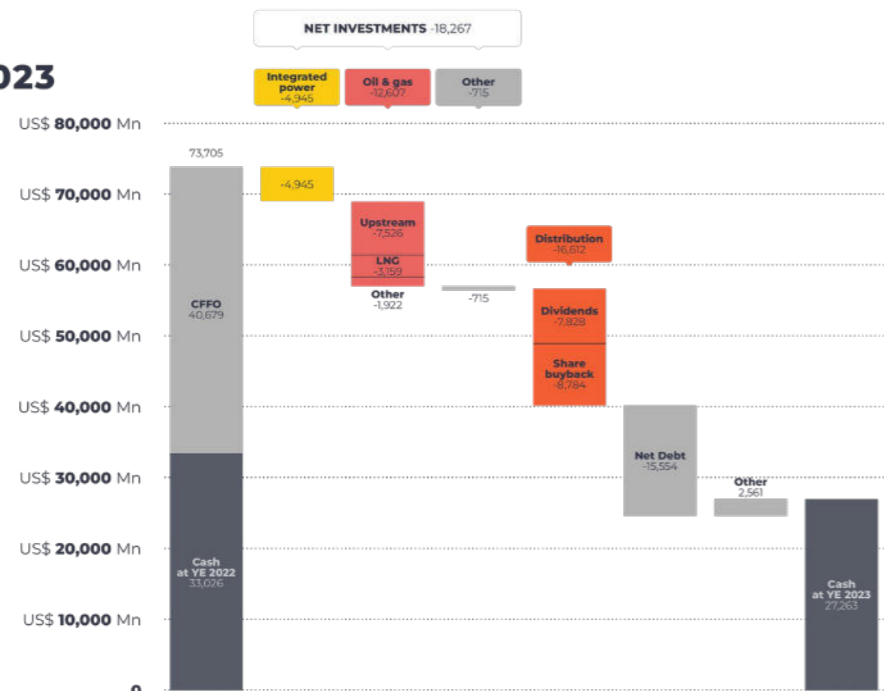 NET INVESTMENTS -18,267
023
Integrated
power
-4,945
Oil & gas
-12,607
Other
-715
US$ 80,000 Mn
73,705
US$ 70,000 Mn
-4,945
Upstream
-7,526
LNG
-3,159
Other
-1,922
-715
Distribution
-16,612
US$ 60,000 Mn
CFFO
40,679
Dividends
-7,828
Share
buyback
-8,784
US$ 50,000 Mn
US$ 40,000 Mn
Net Debt
-15,554
Other
2,561
US$ 30,000 Mn
US$ 20,000 Mn
Cash
at YE 2022
33,026
Cash
at YE 2023
27,263
US$ 10,000 Mn
0